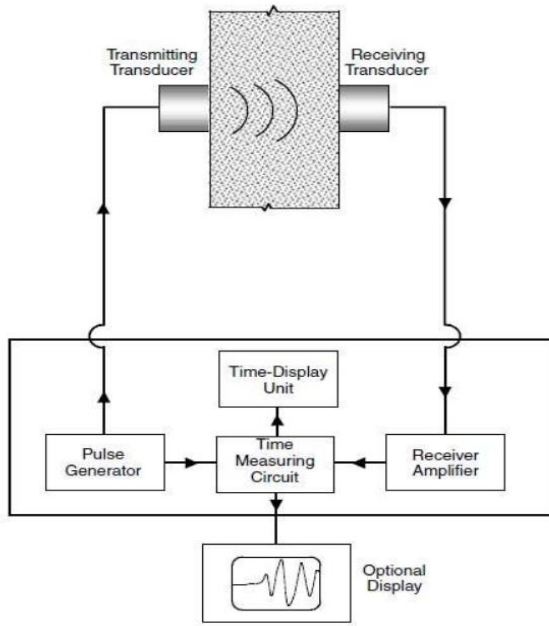 Transmitting
Transducer
Receiving
Transducer
Time-Display
Unit
Pulse
Generator
Time
Measuring
Circuit
Receiver
Amplifier
Optional
Display